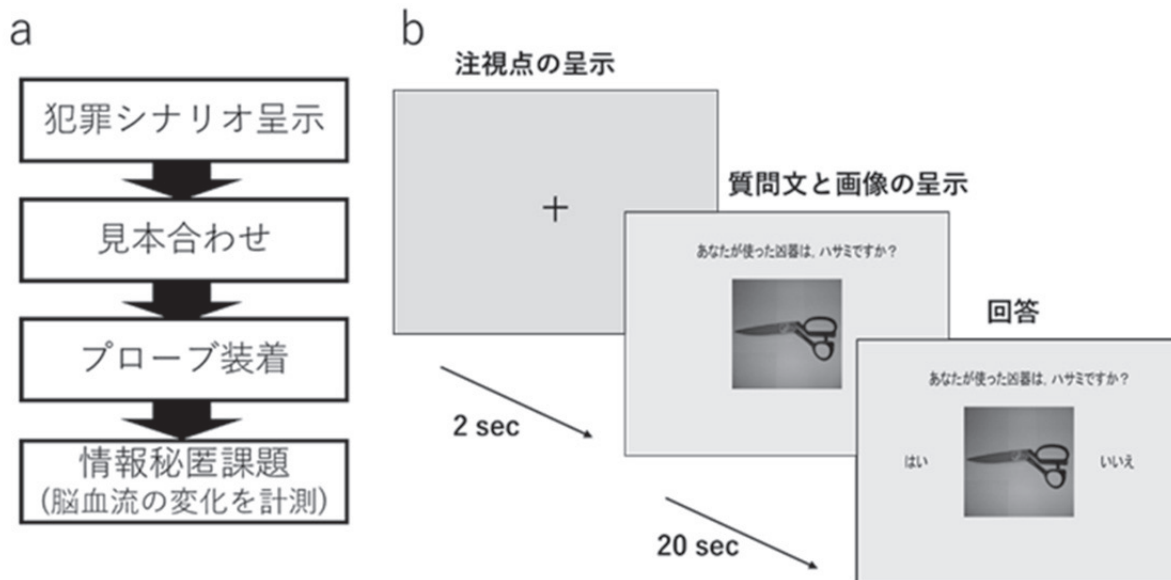 a
犯罪シナリオ呈示
見本合わせ
プローブ装着
情報秘匿課題
(脳血流の変化を計測)
b
注視点の呈示
質問文と画像の呈示
あなたが使った凶器は, ハサミですか？
2 sec
回答
あなたが使った凶器は, ハサミですか？
はい
いいえ
20 sec